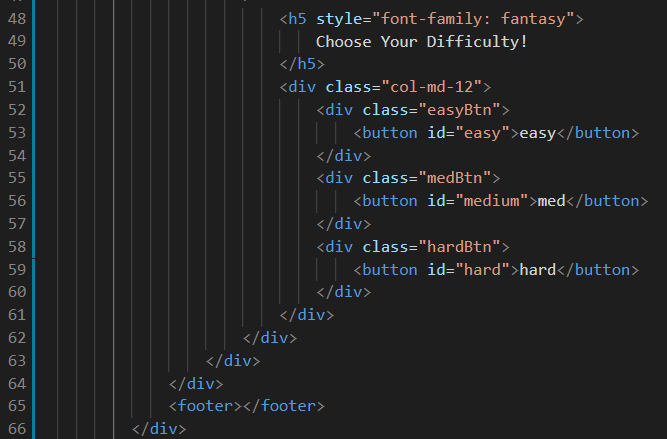 48 <h5 style="font-family: fantasy">
49 Choose Your Difficulty!
50 </h5>
51 <div class="col-md-12">
52 <div class="easyBtn">
53 <button id="easy">easy</button>
54 </div>
55 <div class="medBtn">
56 <button id="medium">med</button>
57 </div>
58 <div class="hardBtn">
59 <button id="hard">hard</button>
60 </div>
61 </div>
62 </div>
63 </div>
64 </div>
65 <footer></footer>
66 </div>